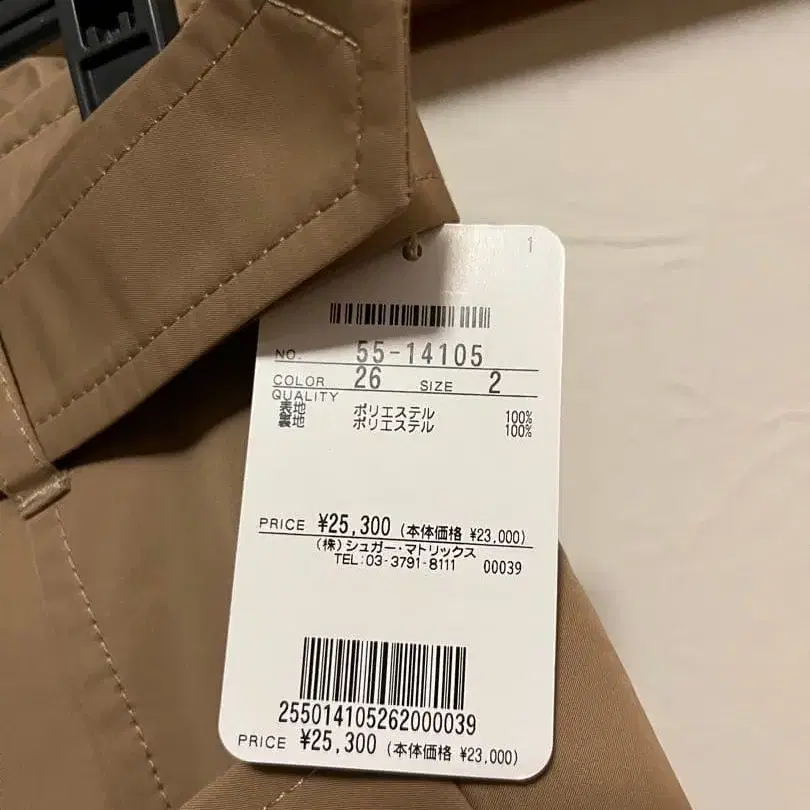 1
NO. 55-14105
COLOR 26 SIZE 2
QUALITY
表地 ポリエステル 100%
裏地 ポリエステル 100%
PRICE ¥25,300 (本体価格 ¥23,000)
(株)シュガー・マトリックス
TEL:03-3791-8111 00039
255014105262000039
PRICE ¥25,300 (本体価格 ¥23,000)